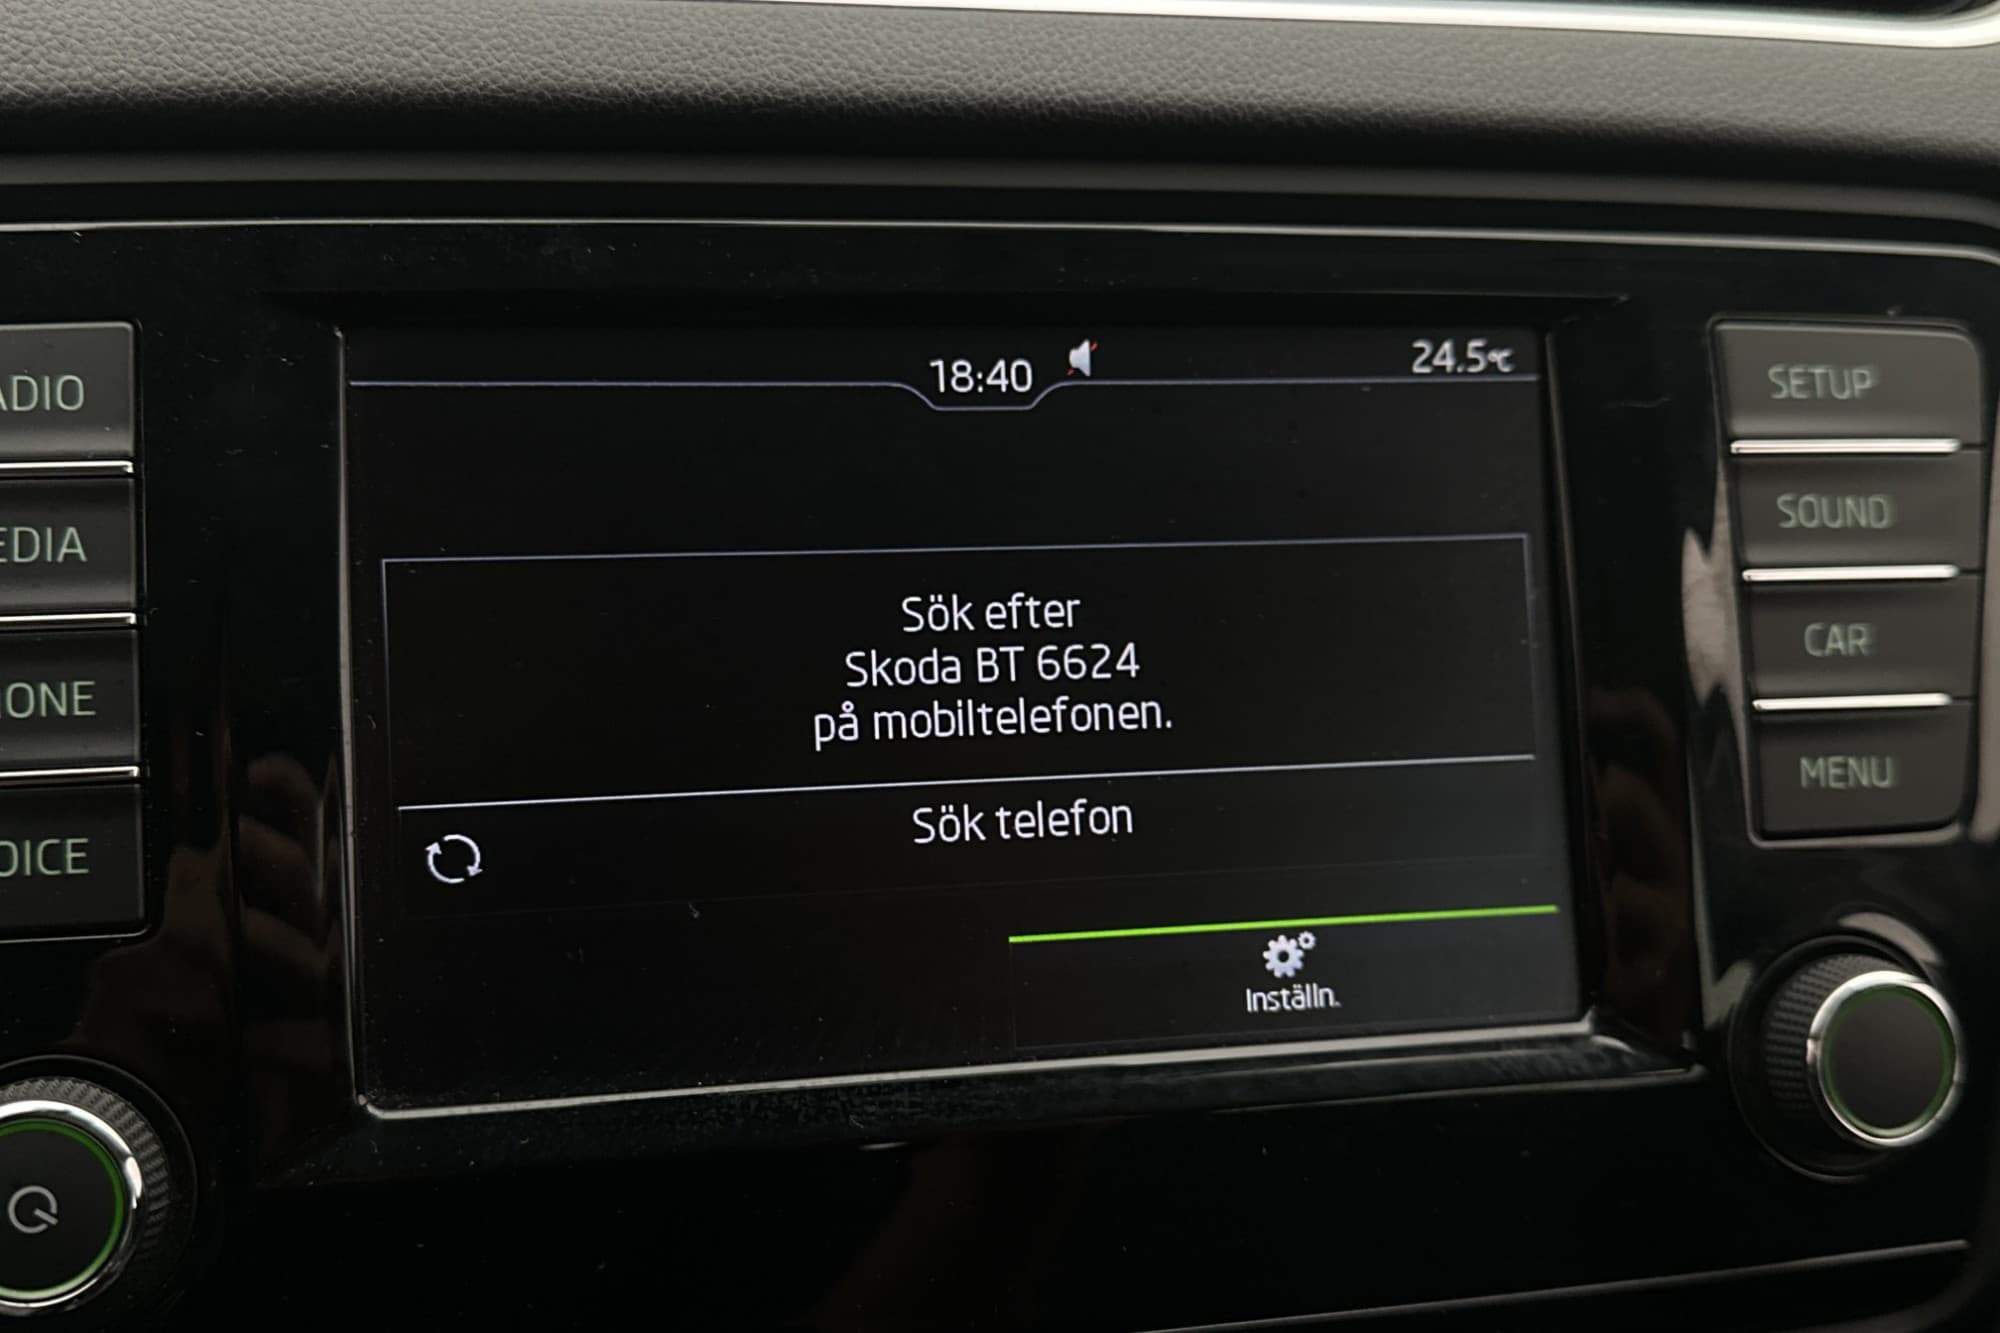 18:40
24.5°C
Sök efter
Skoda BT 6624
på mobiltelefonen.
Sök telefon
Inställn.
ADIO
EDIA
ONE
OICE
SETUP
SOUND
CAR
MENU